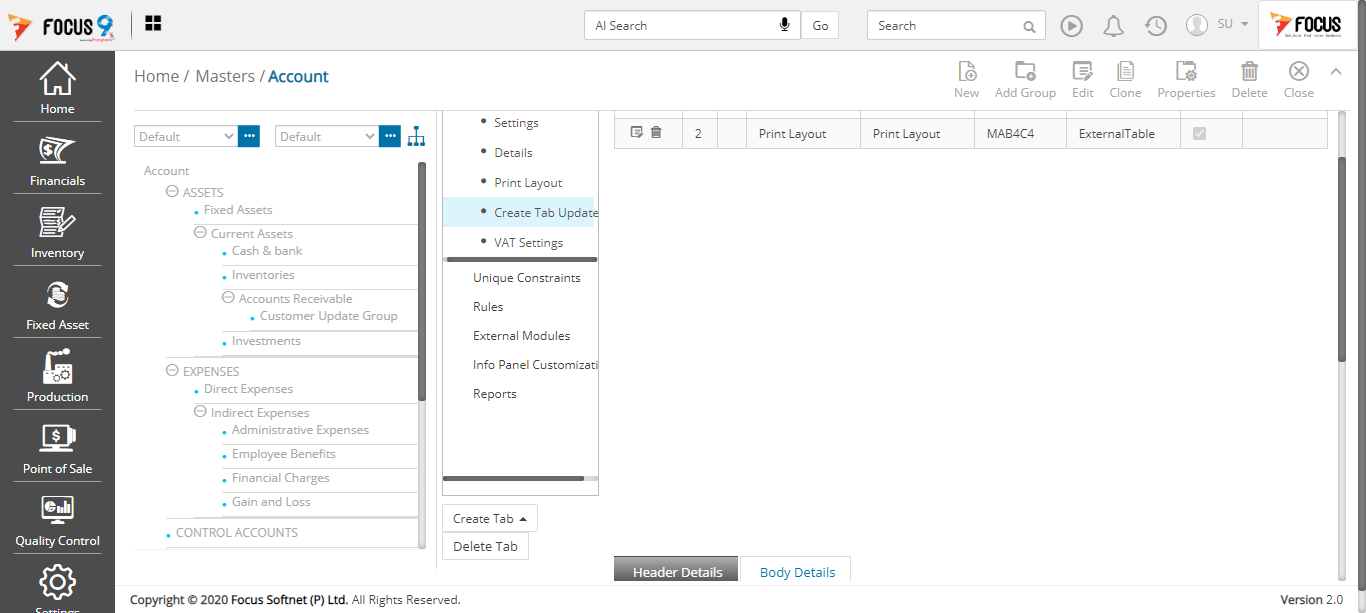 FOCUS 9
AI Search
Go
Search
SU
FOCUS
Home
Financials
Inventory
Fixed Asset
Production
Point of Sale
Quality Control
Settings
Home / Masters / Account
New
Add Group
Edit
Clone
Properties
Delete
Close
Default
Default
Account
ASSETS
Fixed Assets
Current Assets
Cash & bank
Inventories
Accounts Receivable
Customer Update Group
Investments
EXPENSES
Direct Expenses
Indirect Expenses
Administrative Expenses
Employee Benefits
Financial Charges
Gain and Loss
CONTROL ACCOUNTS
Settings
Details
Print Layout
Create Tab Update
VAT Settings
Unique Constraints
Rules
External Modules
Info Panel Customizati
Reports
Create Tab
Delete Tab
2 Print Layout Print Layout MAB4C4 ExternalTable
Header Details
Body Details
Copyright © 2020 Focus Softnet (P) Ltd. All Rights Reserved.
Version 2.0